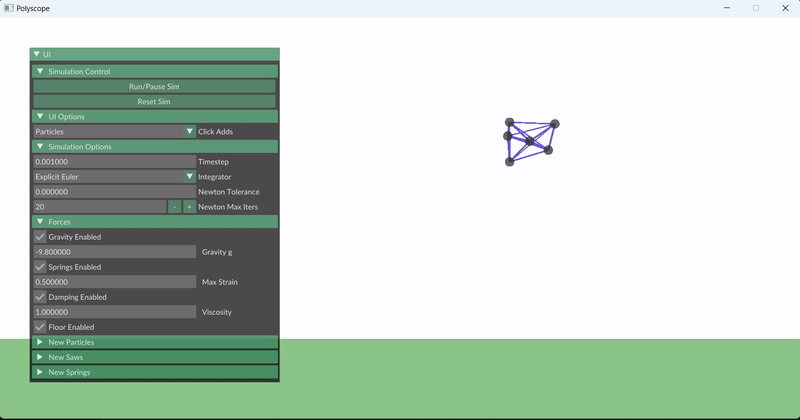 Polyscope
UI
Simulation Control
Run/Pause Sim
Reset Sim
UI Options
Particles Click Adds
Simulation Options
0.001000 Timestep
Explicit Euler Integrator
0.000000 Newton Tolerance
20 - + Newton Max Iters
Forces
Gravity Enabled
-9.800000 Gravity g
Springs Enabled
0.500000 Max Strain
Damping Enabled
1.000000 Viscosity
Floor Enabled
New Particles
New Saws
New Springs